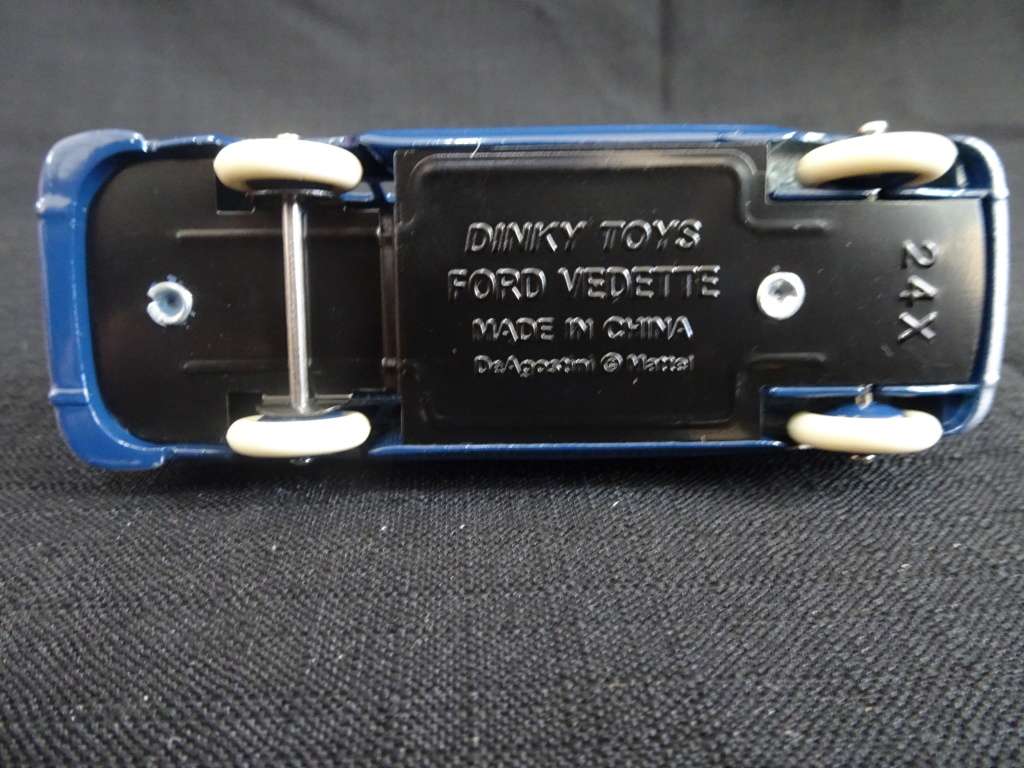 DINKY TOYS
FORD VEDETTE
MADE IN CHINA
DeAgostini © Mattel
24X